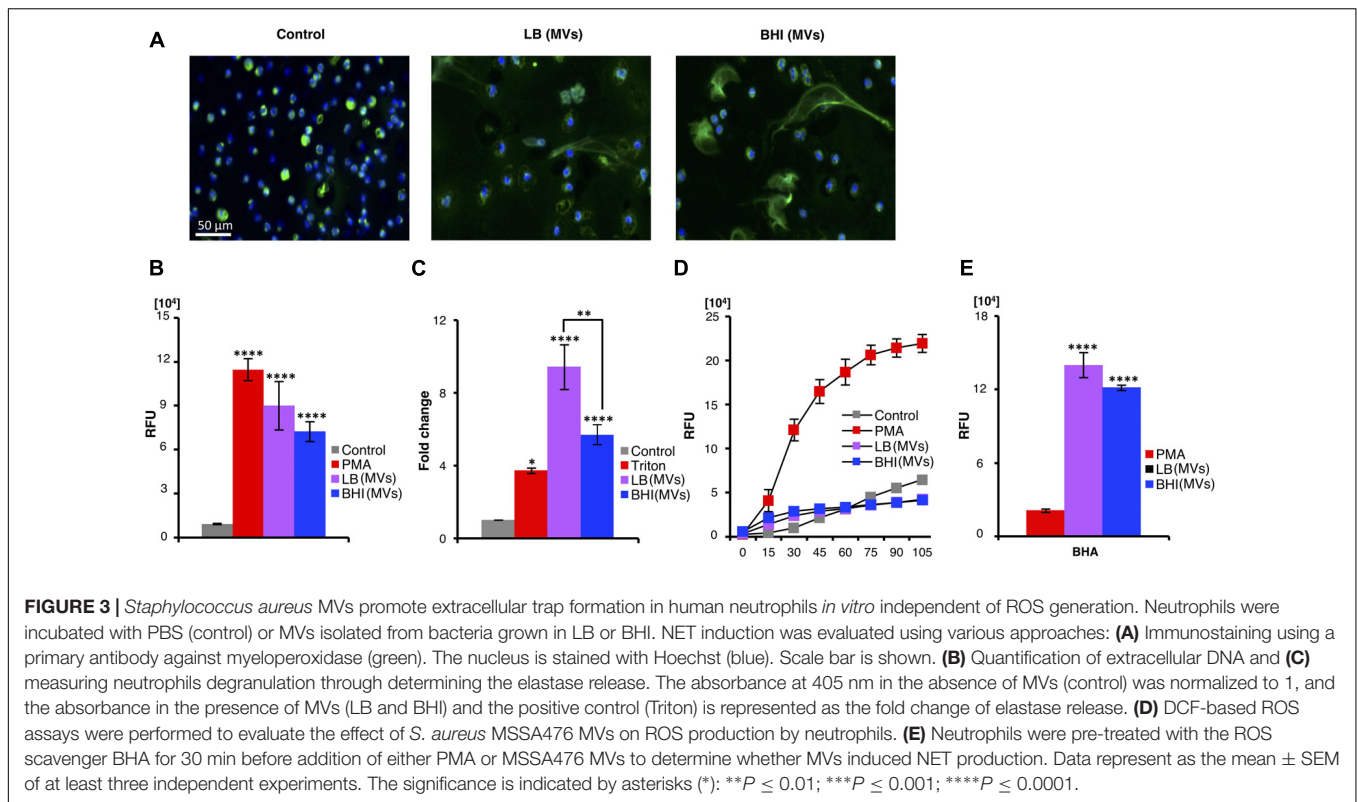 A
Control
LB (MVs)
BHI (MVs)
50 µm
B
[10⁴]
15
12
9
6
3
0
RFU
****
****
****
Control
PMA
LB(MVs)
BHI(MVs)
C
12
8
4
0
Fold change
*
****
**
****
Control
Triton
LB(MVs)
BHI(MVs)
D
[10⁴]
25
20
15
10
5
0
RFU
Control
PMA
LB(MVs)
BHI(MVs)
0 15 30 45 60 75 90 105
E
[10⁴]
18
12
6
0
RFU
****
****
BHA
PMA
LB(MVs)
BHI(MVs)
FIGURE 3 | Staphylococcus aureus MVs promote extracellular trap formation in human neutrophils in vitro independent of ROS generation. Neutrophils were
incubated with PBS (control) or MVs isolated from bacteria grown in LB or BHI. NET induction was evaluated using various approaches: (A) Immunostaining using a
primary antibody against myeloperoxidase (green). The nucleus is stained with Hoechst (blue). Scale bar is shown. (B) Quantification of extracellular DNA and (C)
measuring neutrophils degranulation through determining the elastase release. The absorbance at 405 nm in the absence of MVs (control) was normalized to 1, and
the absorbance in the presence of MVs (LB and BHI) and the positive control (Triton) is represented as the fold change of elastase release. (D) DCF-based ROS
assays were performed to evaluate the effect of S. aureus MSSA476 MVs on ROS production by neutrophils. (E) Neutrophils were pre-treated with the ROS
scavenger BHA for 30 min before addition of either PMA or MSSA476 MVs to determine whether MVs induced NET production. Data represent as the mean ± SEM
of at least three independent experiments. The significance is indicated by asterisks (*): **P ≤ 0.01; ***P ≤ 0.001; ****P ≤ 0.0001.